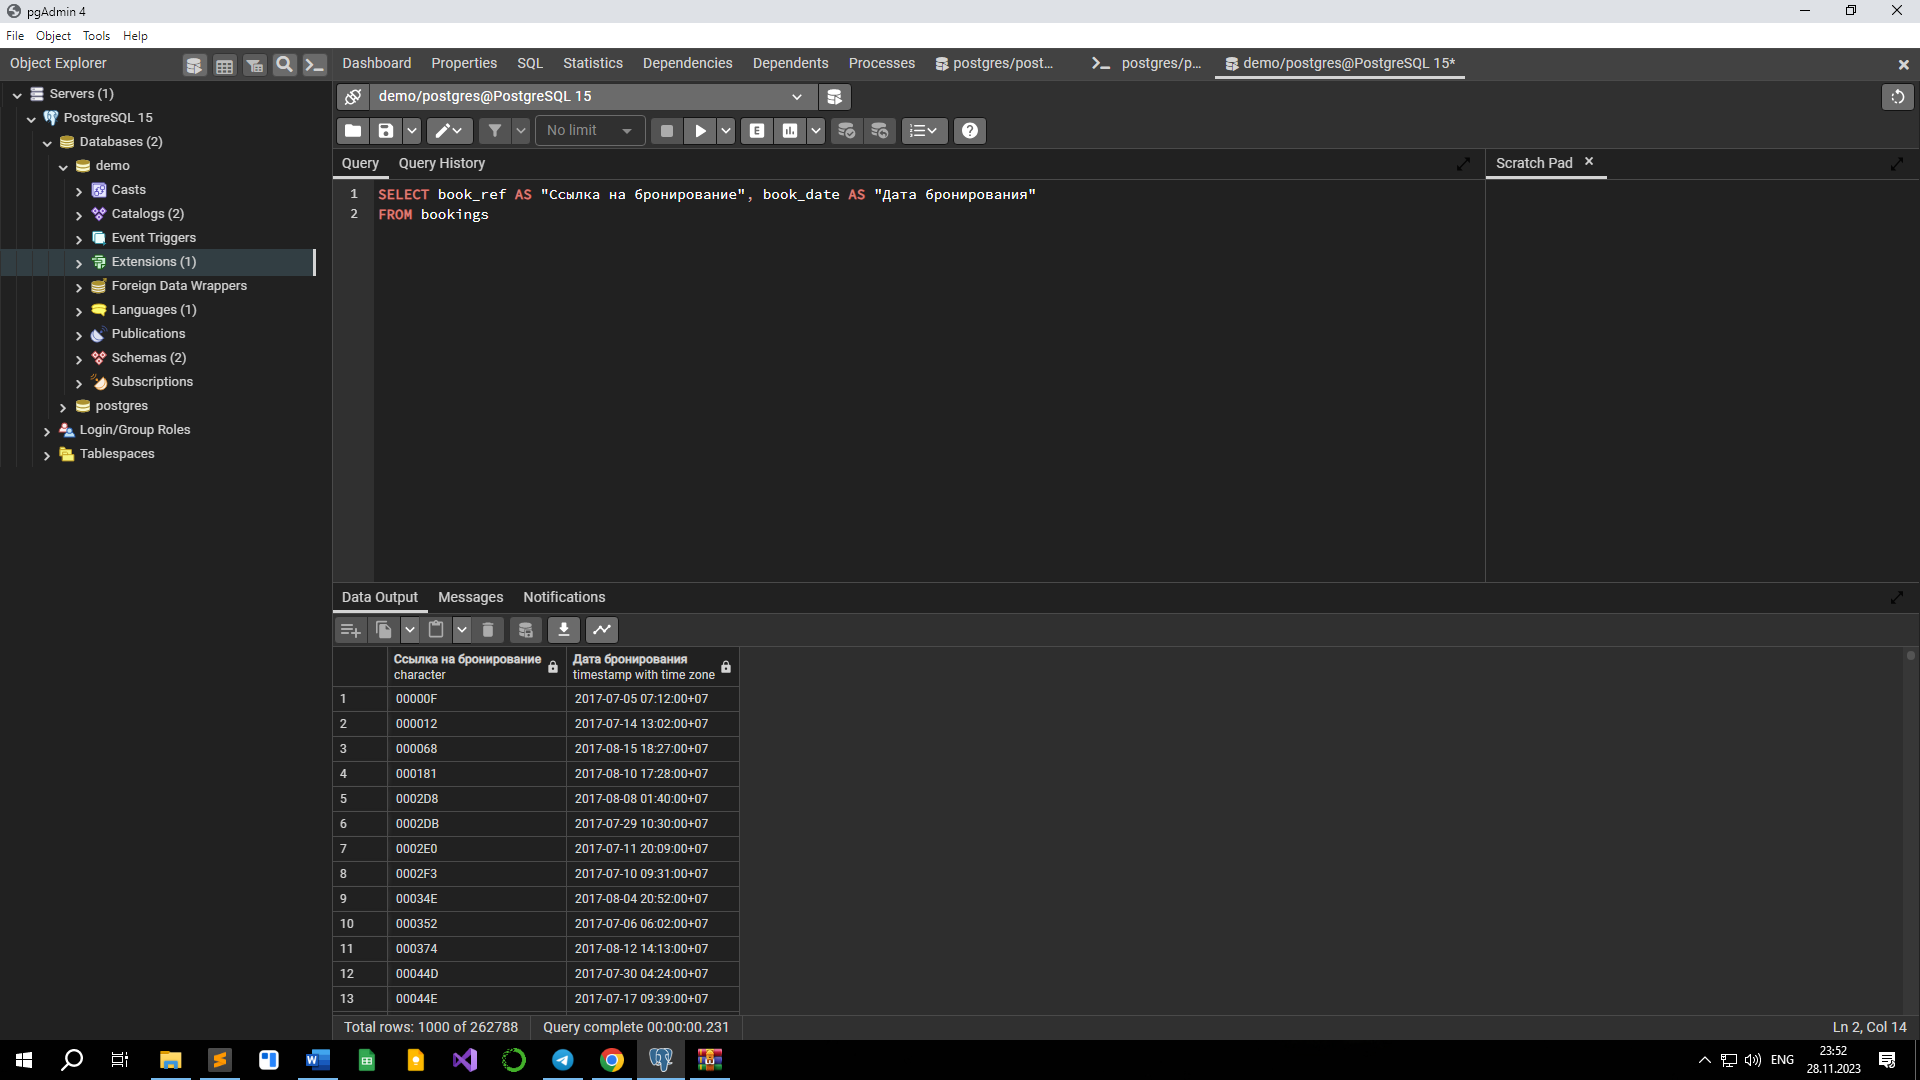 pgAdmin 4
File Object Tools Help
Object Explorer
Dashboard Properties SQL Statistics Dependencies Dependents Processes postgres/post... postgres/p... demo/postgres@PostgreSQL 15*
Servers (1)
PostgreSQL 15
Databases (2)
demo
Casts
Catalogs (2)
Event Triggers
Extensions (1)
Foreign Data Wrappers
Languages (1)
Publications
Schemas (2)
Subscriptions
postgres
Login/Group Roles
Tablespaces
demo/postgres@PostgreSQL 15
No limit
E
Query Query History
Scratch Pad
1 SELECT book_ref AS "Ссылка на бронирование", book_date AS "Дата бронирования"
2 FROM bookings
Data Output Messages Notifications
Ссылка на бронирование Дата бронирования
character timestamp with time zone
1 00000F 2017-07-05 07:12:00+07
2 000012 2017-07-14 13:02:00+07
3 000068 2017-08-15 18:27:00+07
4 000181 2017-08-10 17:28:00+07
5 0002D8 2017-08-08 01:40:00+07
6 0002DB 2017-07-29 10:30:00+07
7 0002E0 2017-07-11 20:09:00+07
8 0002F3 2017-07-10 09:31:00+07
9 00034E 2017-08-04 20:52:00+07
10 000352 2017-07-06 06:02:00+07
11 000374 2017-08-12 14:13:00+07
12 00044D 2017-07-30 04:24:00+07
13 00044E 2017-07-17 09:39:00+07
Total rows: 1000 of 262788 Query complete 00:00:00.231
Ln 2, Col 14
ENG
23:52
28.11.2023